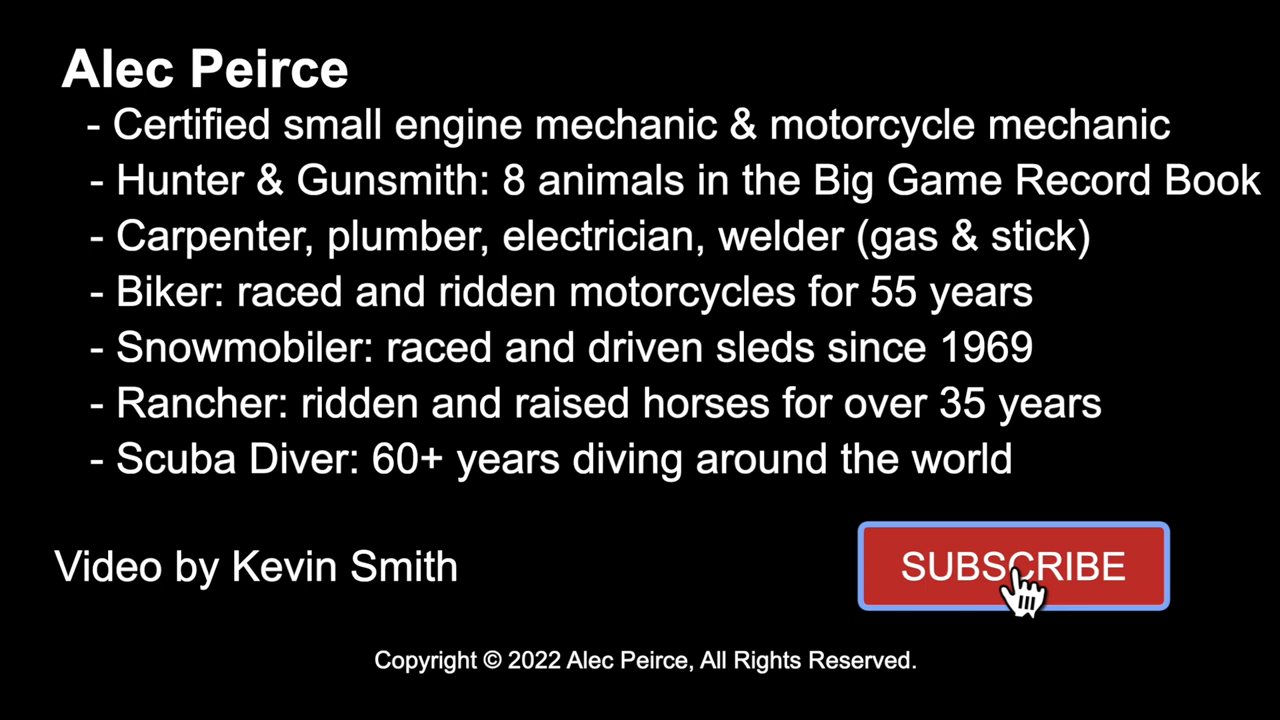 Alec Peirce
- Certified small engine mechanic & motorcycle mechanic
- Hunter & Gunsmith: 8 animals in the Big Game Record Book
- Carpenter, plumber, electrician, welder (gas & stick)
- Biker: raced and ridden motorcycles for 55 years
- Snowmobiler: raced and driven sleds since 1969
- Rancher: ridden and raised horses for over 35 years
- Scuba Diver: 60+ years diving around the world
Video by Kevin Smith
SUBSCRIBE
Copyright © 2022 Alec Peirce, All Rights Reserved.